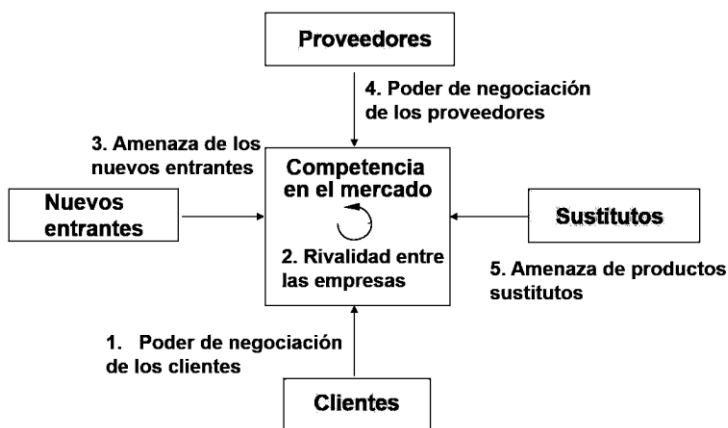 Proveedores
4. Poder de negociación
de los proveedores
3. Amenaza de los
nuevos entrantes
Competencia
en el mercado
Nuevos
entrantes
Sustitutos
2. Rivalidad entre
las empresas
5. Amenaza de productos
sustitutos
1. Poder de negociación
de los clientes
Clientes